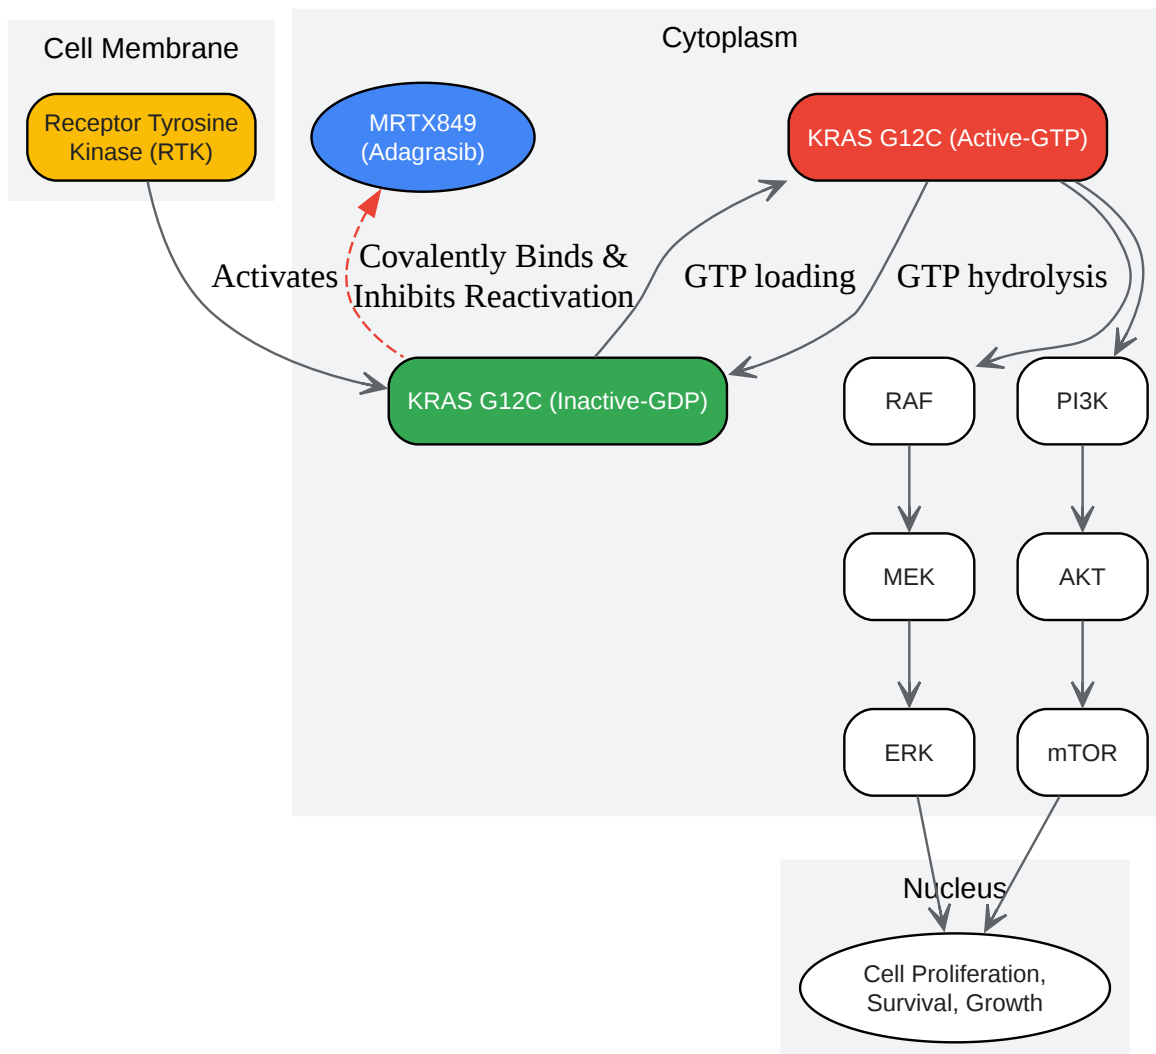 Cell Membrane
Receptor Tyrosine
Kinase (RTK)
Cytoplasm
MRTX849
(Adagrasib)
KRAS G12C (Active-GTP)
Activates
Covalently Binds &
Inhibits Reactivation
GTP loading
GTP hydrolysis
KRAS G12C (Inactive-GDP)
RAF
PI3K
MEK
AKT
ERK
mTOR
Nucleus
Cell Proliferation,
Survival, Growth